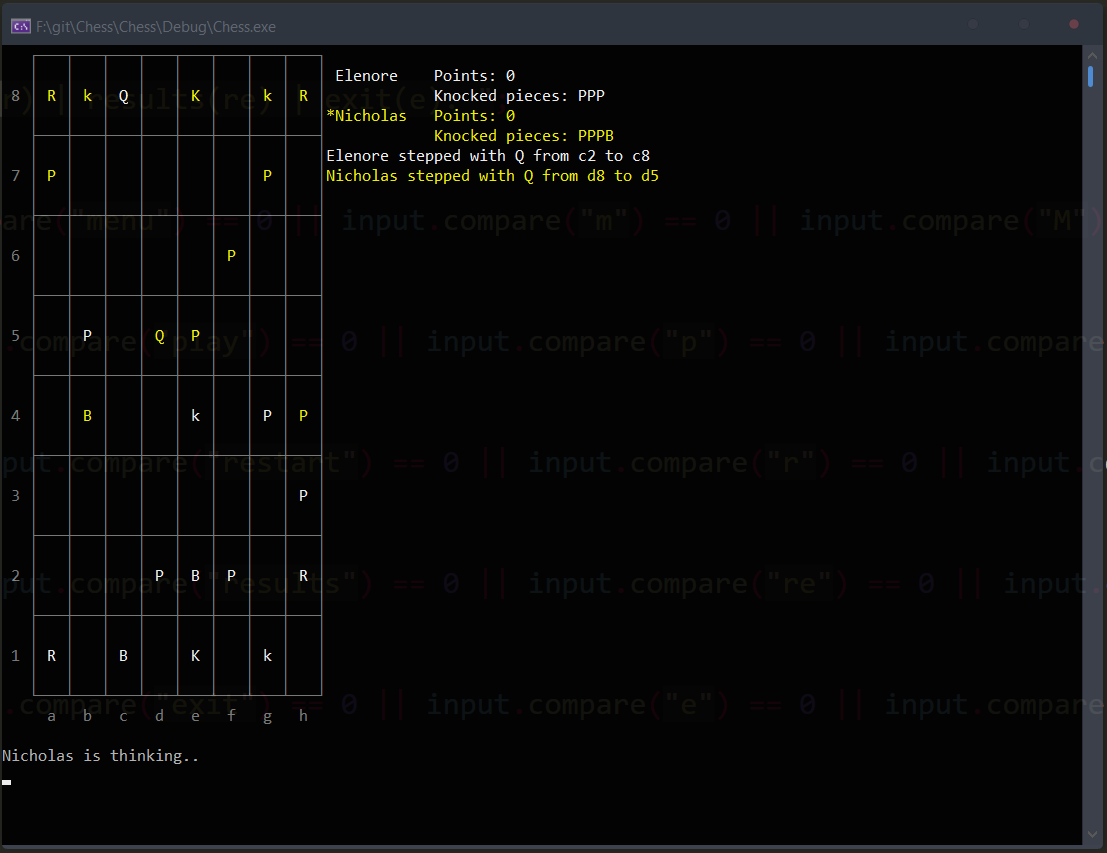 F:\git\Chess\Chess\Debug\Chess.exe
Elenore Points: 0
Knocked pieces: PPP
*Nicholas Points: 0
Knocked pieces: PPPB
Elenore stepped with Q from c2 to c8
Nicholas stepped with Q from d8 to d5
8 R k Q K k R
7 P P
6 P
5 P Q P
4 B k P P
3 P
2 P B P R
1 R B K k
a b c d e f g h
Nicholas is thinking..
r) | results(re) | exit(e)
pare("menu") == 0 || input.compare("m") == 0 || input.compare("M")
.compare("play") == 0 || input.compare("p") == 0 || input.compare
put.compare("restart") == 0 || input.compare("r") == 0 || input.co
put.compare("results") == 0 || input.compare("re") == 0 || input.
.compare("exit") == 0 || input.compare("e") == 0 || input.compare